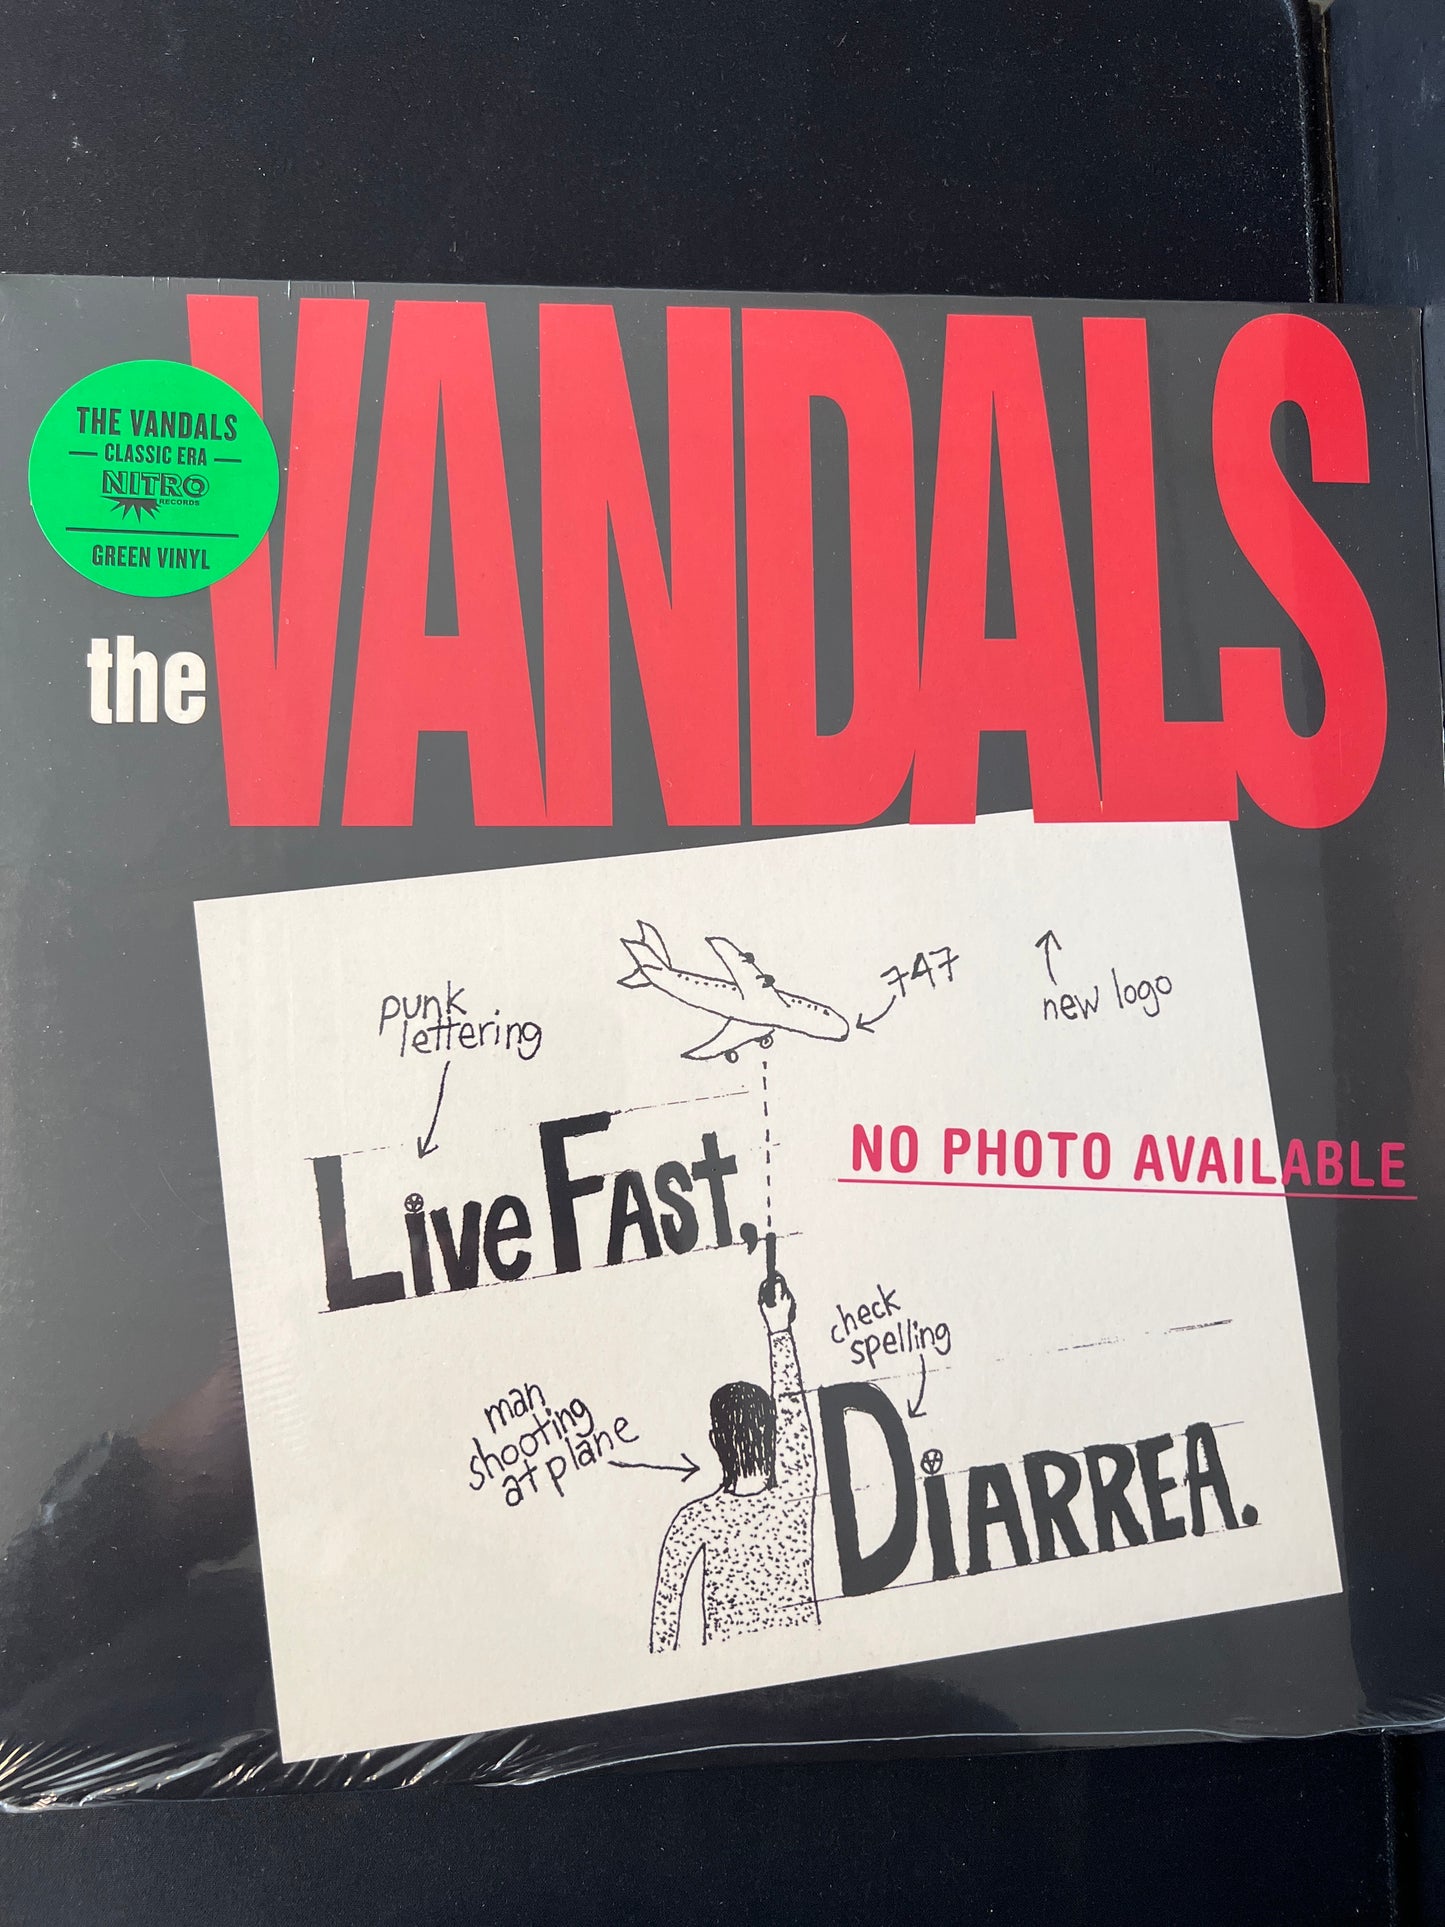 VANDALS
THE VANDALS
CLASSIC ERA
NITRO
RECORDS
GREEN VINYL
the
747
new logo
punk
lettering
NO PHOTO AVAILABLE
LivE FAst,
check
spelling
man
shooting
at plane
DiARREA.